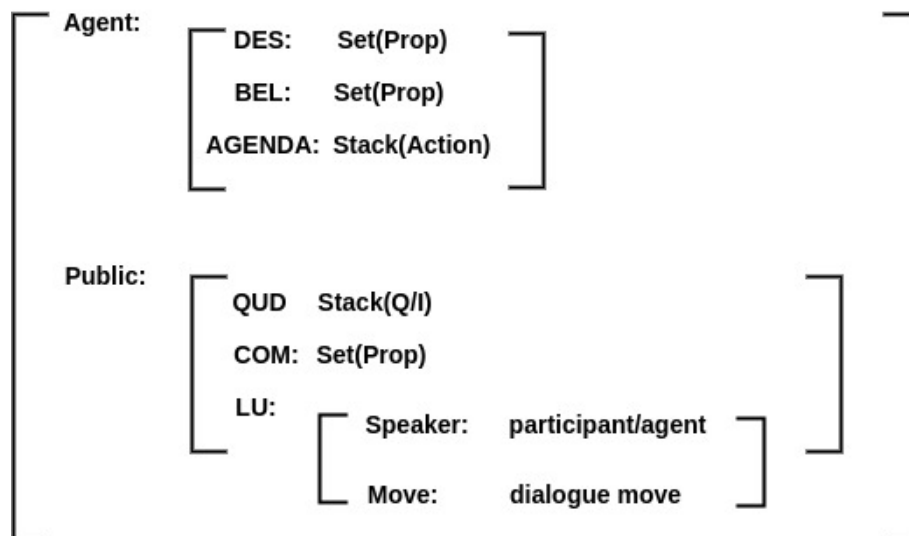 Agent:
DES: Set(Prop)
BEL: Set(Prop)
AGENDA: Stack(Action)
Public:
QUD Stack(Q/I)
COM: Set(Prop)
LU:
Speaker: participant/agent
Move: dialogue move